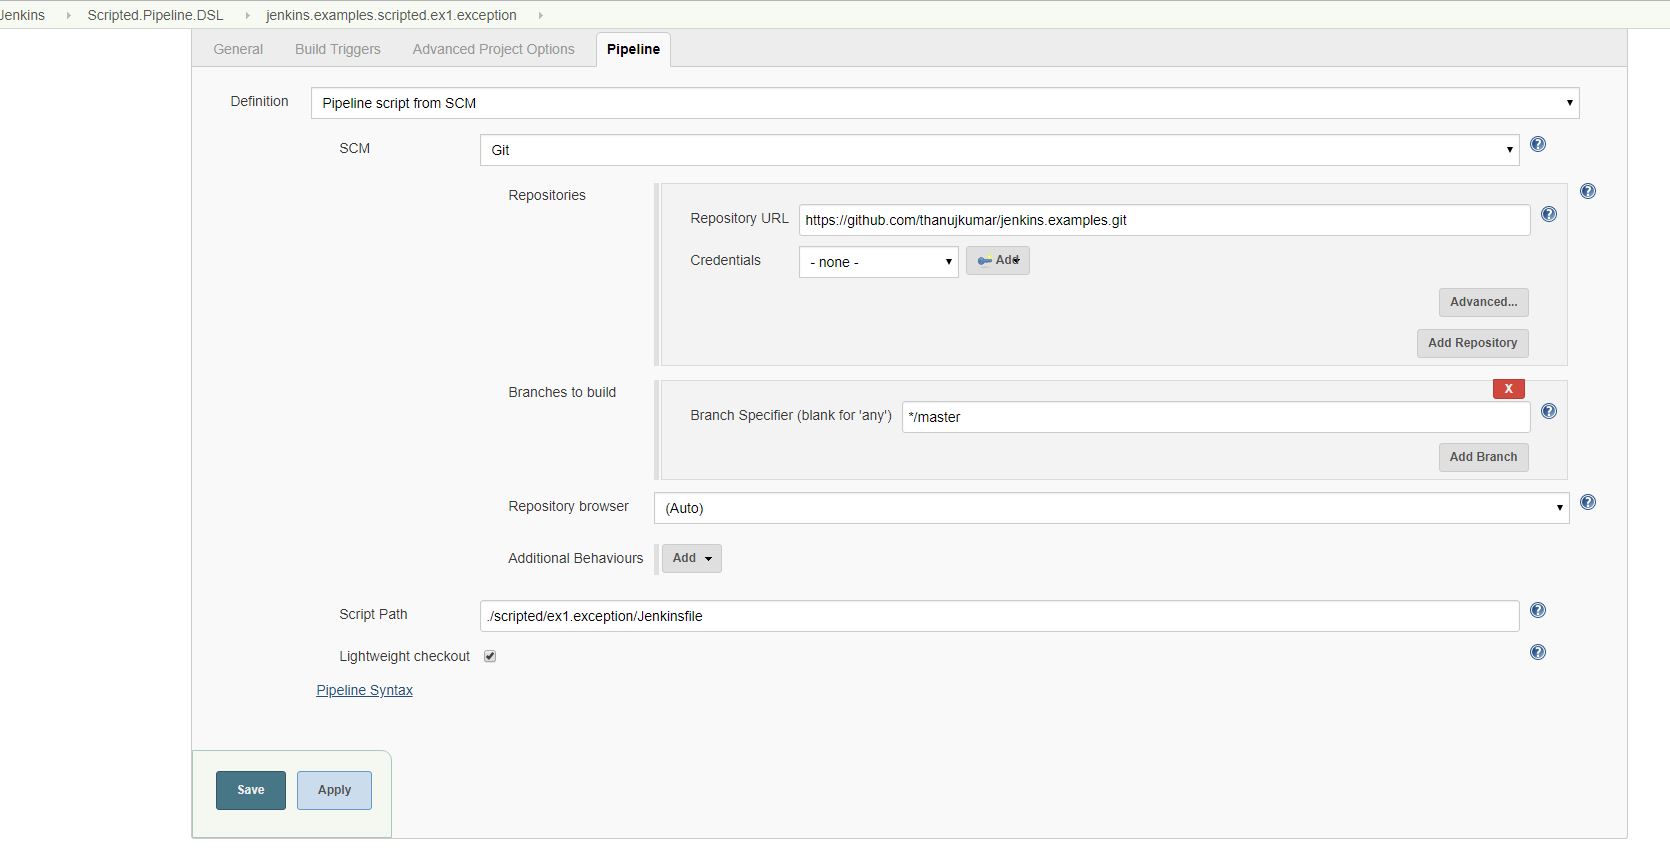 Jenkins Scripted.Pipeline.DSL jenkins.examples.scripted.ex1.exception
General Build Triggers Advanced Project Options Pipeline
Definition Pipeline script from SCM
SCM Git
Repositories
Repository URL https://github.com/thanujkumar/jenkins.examples.git
Credentials - none - Add
Advanced...
Add Repository
Branches to build
X
Branch Specifier (blank for 'any') */master
Add Branch
Repository browser (Auto)
Additional Behaviours Add
Script Path ./scripted/ex1.exception/Jenkinsfile
Lightweight checkout
Pipeline Syntax
Save Apply